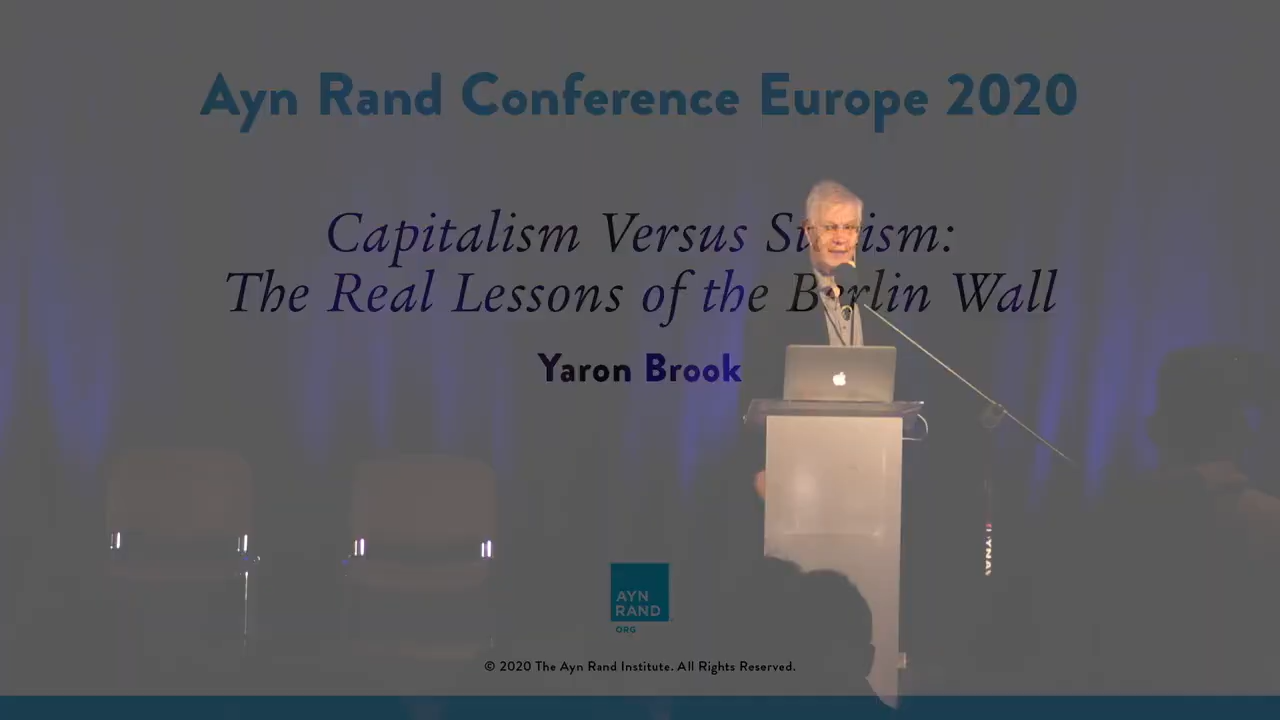 Ayn Rand Conference Europe 2020
Capitalism Versus
The Real Lessons of the Berlin Wall
Yaron Brook
AYN
RAND
ORG
© 2020 The Ayn Rand Institute. All Rights Reserved.